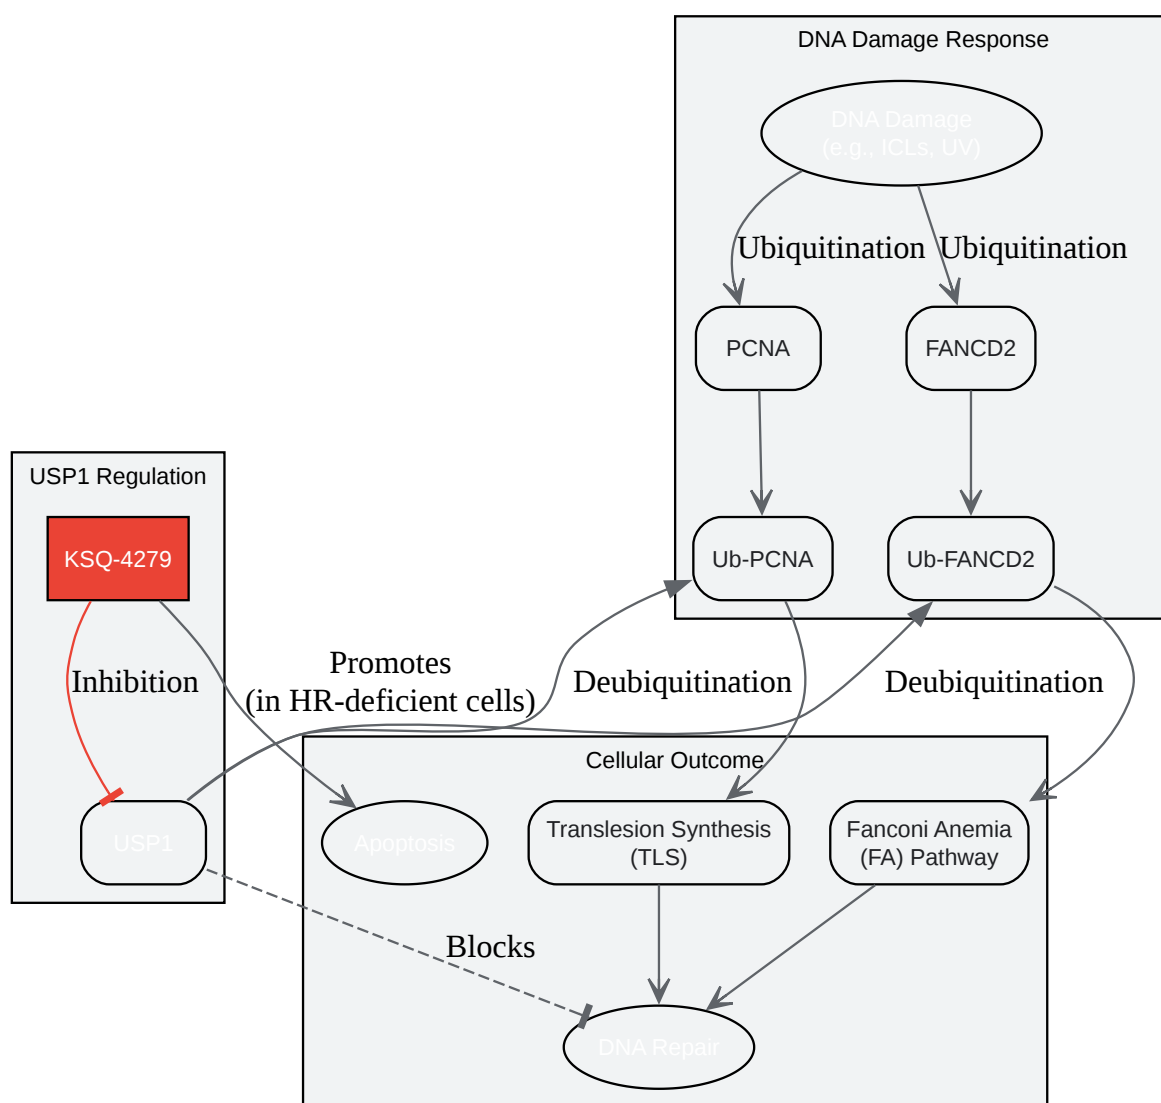 DNA Damage Response
DNA Damage
(e.g., ICLs, UV)
Ubiquitination
Ubiquitination
PCNA
FANCD2
USP1 Regulation
KSQ-4279
Ub-PCNA
Ub-FANCD2
Inhibition
Promotes
(in HR-deficient cells)
Deubiquitination
Deubiquitination
Cellular Outcome
USP1
Apoptosis
Translesion Synthesis
(TLS)
Fanconi Anemia
(FA) Pathway
Blocks
DNA Repair